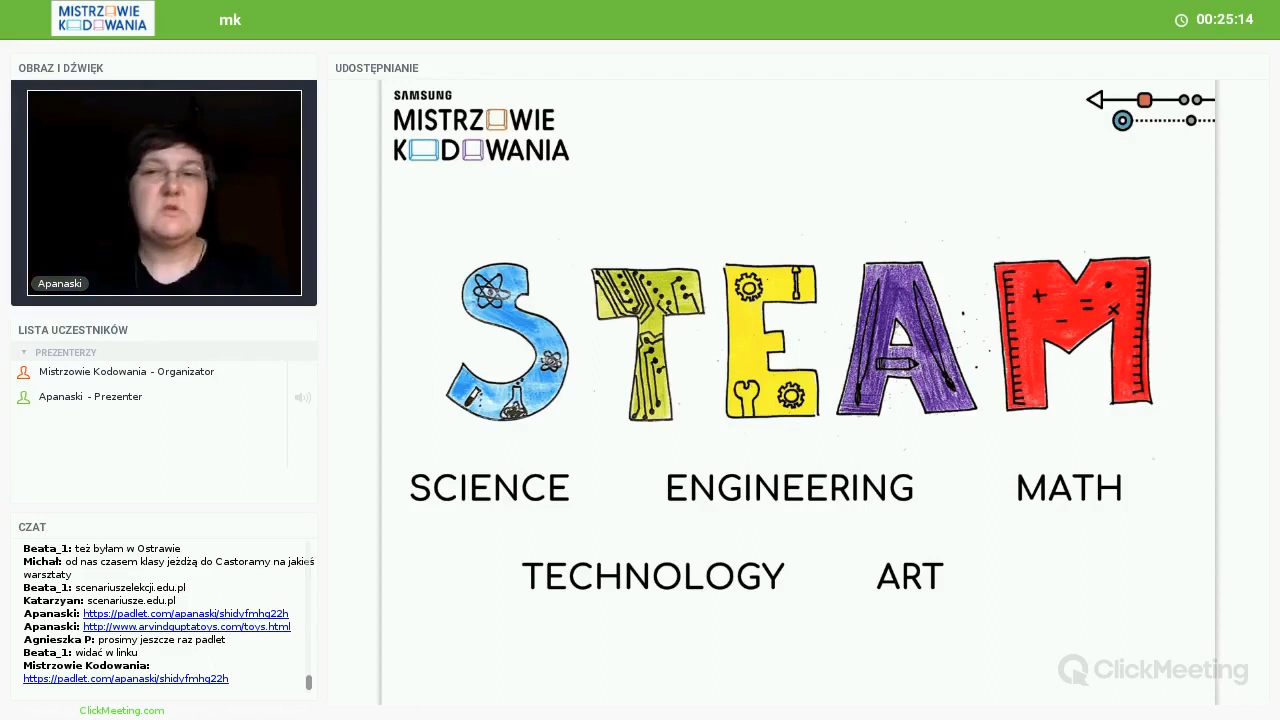 MISTRZOWIE
KODOWANIA
mk
00:25:14
OBRAZ I DŹWIĘK
Apanaski
LISTA UCZESTNIKÓW
PREZENTERZY
Mistrzowie Kodowania - Organizator
Apanaski - Prezenter
CZAT
Beata_1: też byłam w Ostrawie
Michał: od nas czasem klasy jeżdżą do Castoramy na jakieś
warsztaty
Beata_1: scenariuszelekcji.edu.pl
Katarzyan: scenariusze.edu.pl
Apanaski: https://padlet.com/apanaski/shidyfmhg22h
Apanaski: http://www.arvindguptatoys.com/toys.html
Agnieszka P: prosimy jeszcze raz padlet
Beata_1: widać w linku
Mistrzowie Kodowania:
https://padlet.com/apanaski/shidyfmhg22h
ClickMeeting.com
UDOSTĘPNIANIE
SAMSUNG
MISTRZOWIE
KODOWANIA
STEAM
SCIENCE ENGINEERING MATH
TECHNOLOGY ART
ClickMeeting